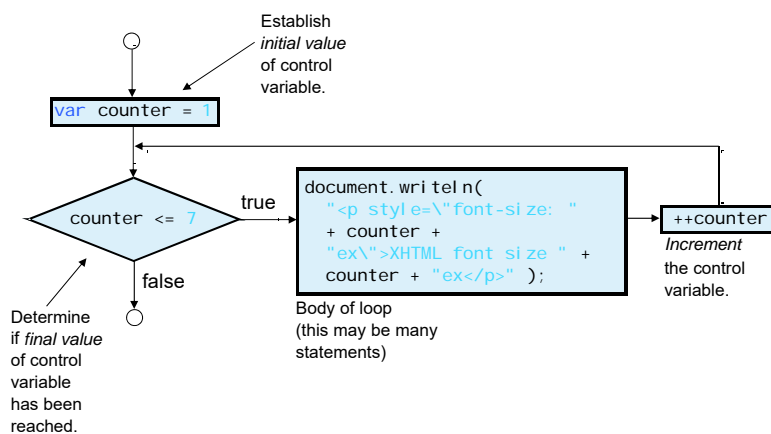 Establish
initial value
of control
variable.
var counter = 1
counter <= 7
true
false
document.writeln(
"<p style=\"font-size: "
+ counter +
"ex\">XHTML font size " +
counter + "ex</p>" );
++counter
Increment
the control
variable.
Body of loop
(this may be many
statements)
Determine
if final value
of control
variable
has been
reached.